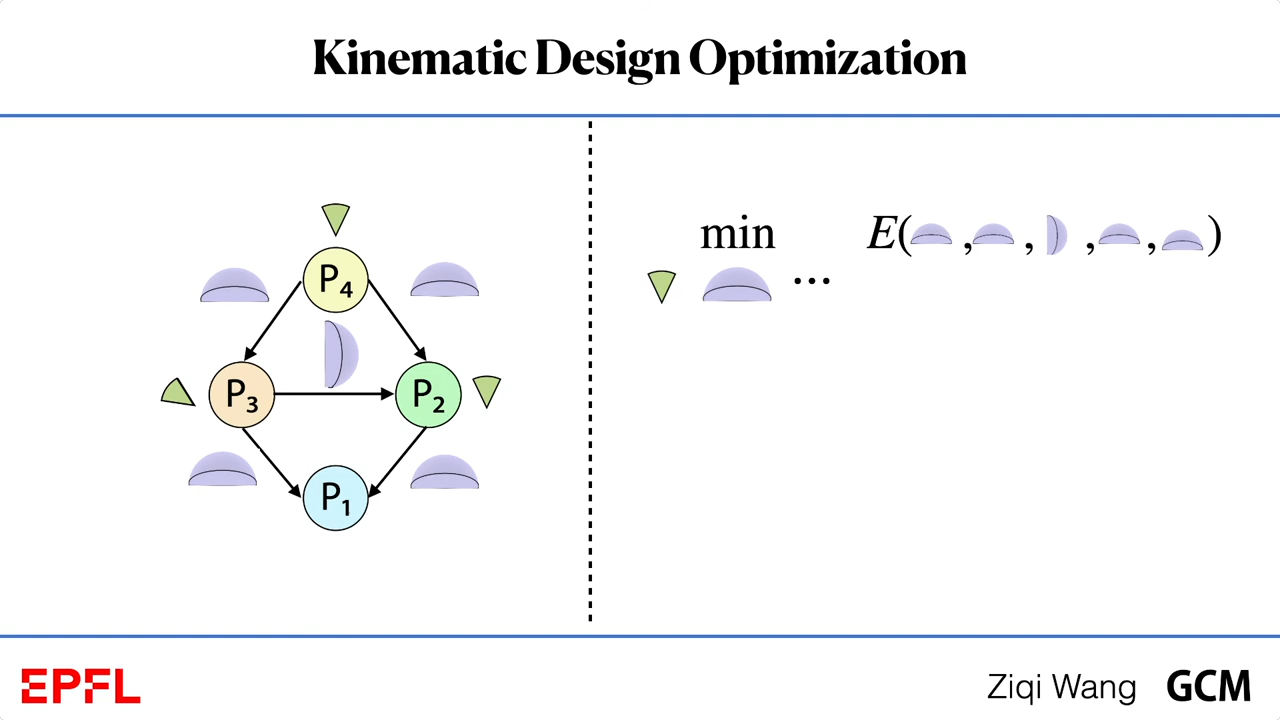 Kinematic Design Optimization
P4
P3
P2
P1
min E( , , , , )
...
EPFL
Ziqi Wang GCM